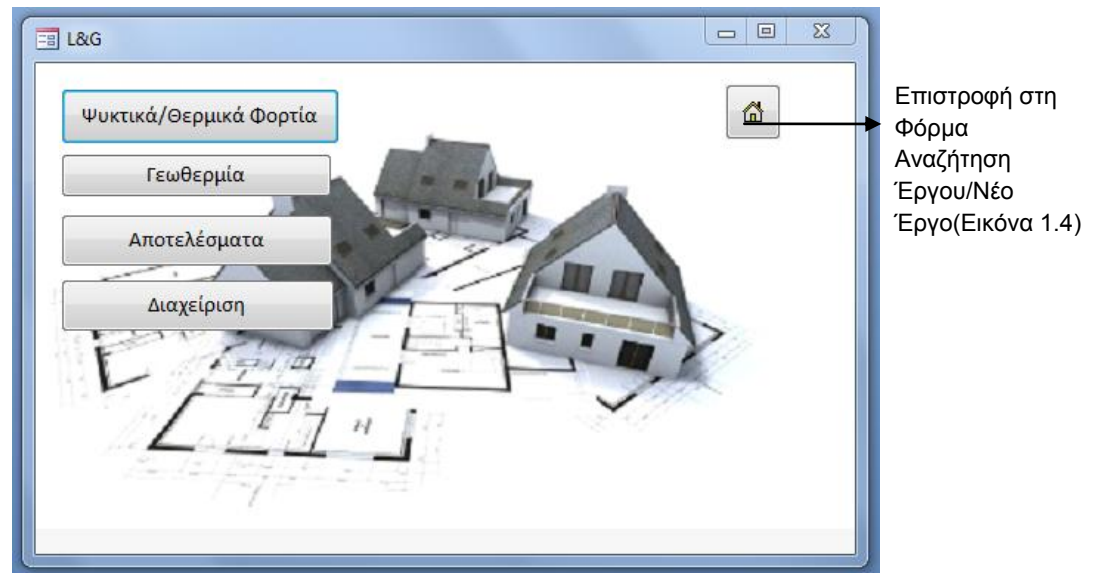 L&G
Ψυκτικά/Θερμικά Φορτία
Γεωθερμία
Αποτελέσματα
Διαχείριση
Επιστροφή στη
Φόρμα
Αναζήτηση
Έργου/Νέο
Έργο(Εικόνα 1.4)